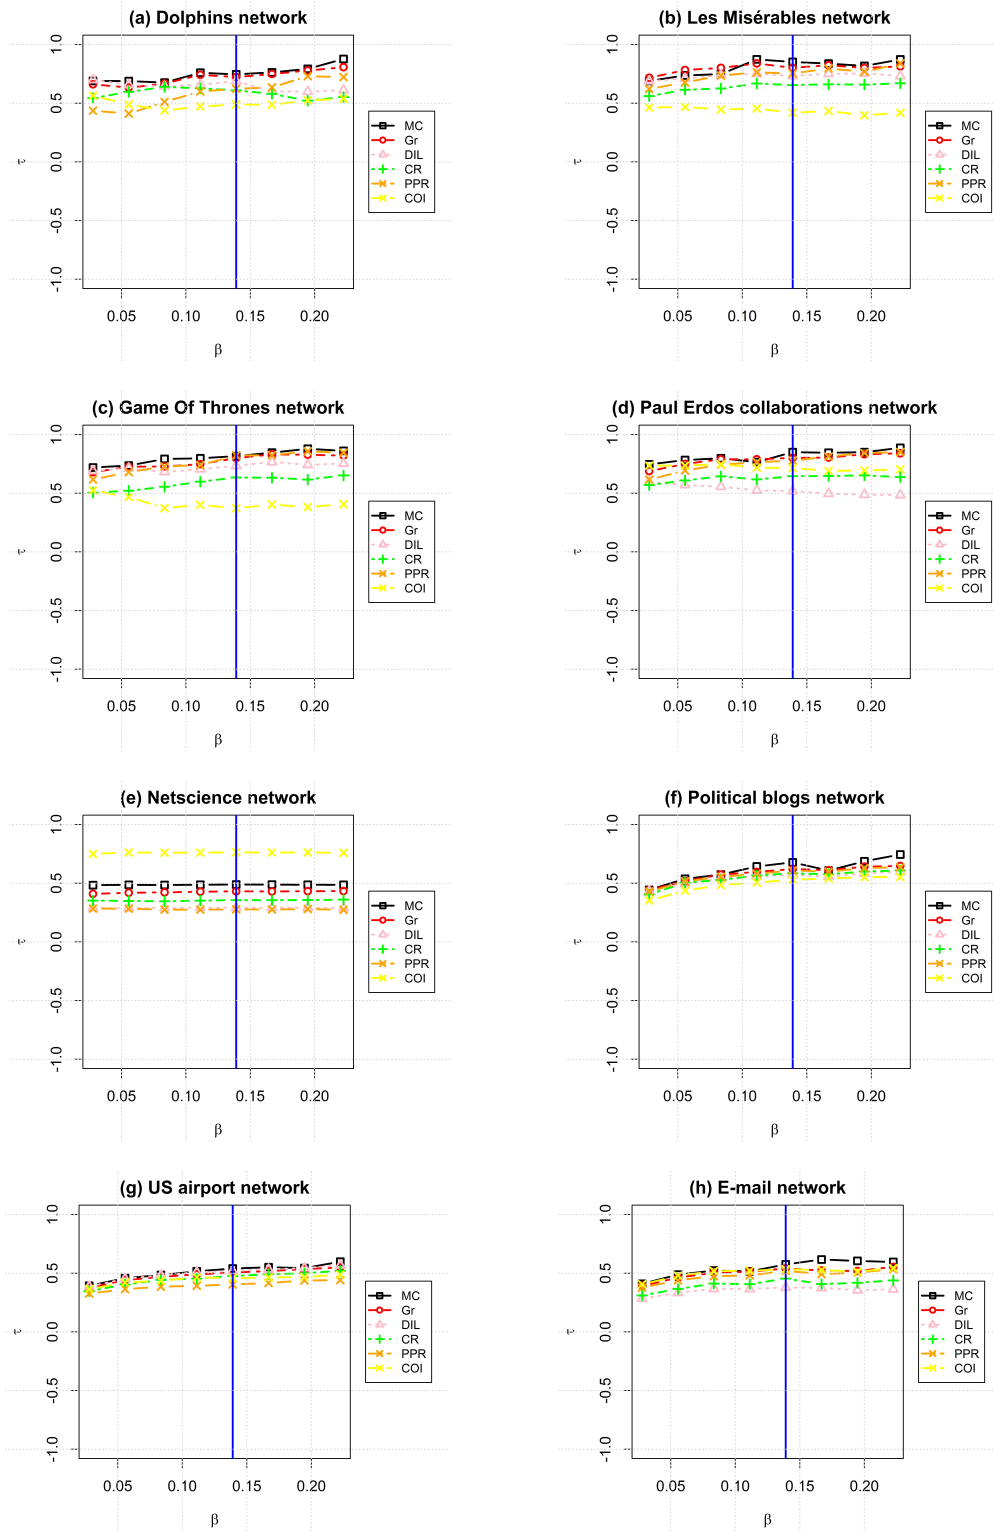 (a) Dolphins network
1.0
0.5
0.0
-0.5
-1.0
τ
0.05 0.10 0.15 0.20
β
MC
Gr
DIL
CR
PPR
COI
(b) Les Misérables network
1.0
0.5
0.0
-0.5
-1.0
τ
0.05 0.10 0.15 0.20
β
MC
Gr
DIL
CR
PPR
COI
(c) Game Of Thrones network
1.0
0.5
0.0
-0.5
-1.0
τ
0.05 0.10 0.15 0.20
β
MC
Gr
DIL
CR
PPR
COI
(d) Paul Erdos collaborations network
1.0
0.5
0.0
-0.5
-1.0
τ
0.05 0.10 0.15 0.20
β
MC
Gr
DIL
CR
PPR
COI
(e) Netscience network
1.0
0.5
0.0
-0.5
-1.0
τ
0.05 0.10 0.15 0.20
β
MC
Gr
DIL
CR
PPR
COI
(f) Political blogs network
1.0
0.5
0.0
-0.5
-1.0
τ
0.05 0.10 0.15 0.20
β
MC
Gr
DIL
CR
PPR
COI
(g) US airport network
1.0
0.5
0.0
-0.5
-1.0
τ
0.05 0.10 0.15 0.20
β
MC
Gr
DIL
CR
PPR
COI
(h) E-mail network
1.0
0.5
0.0
-0.5
-1.0
τ
0.05 0.10 0.15 0.20
β
MC
Gr
DIL
CR
PPR
COI